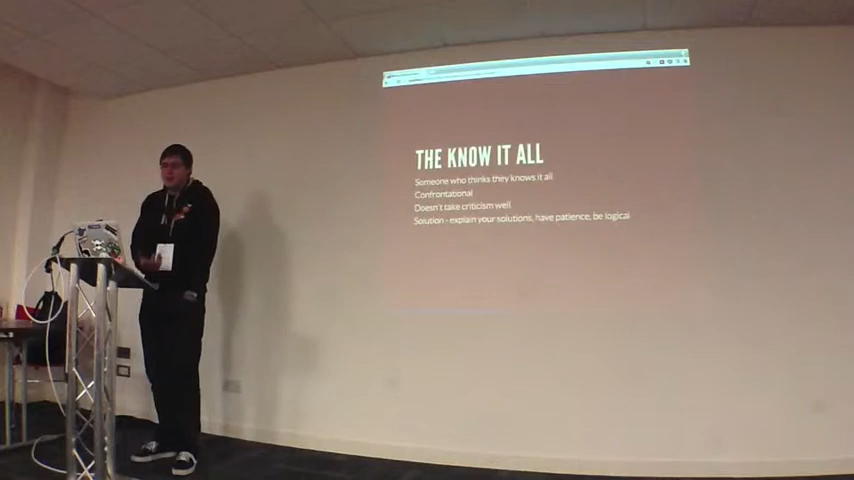 THE KNOW IT ALL
Someone who thinks they knows it all
Confrontational
Doesn't take criticism well
Solution - explain your solutions, have patience, be logical